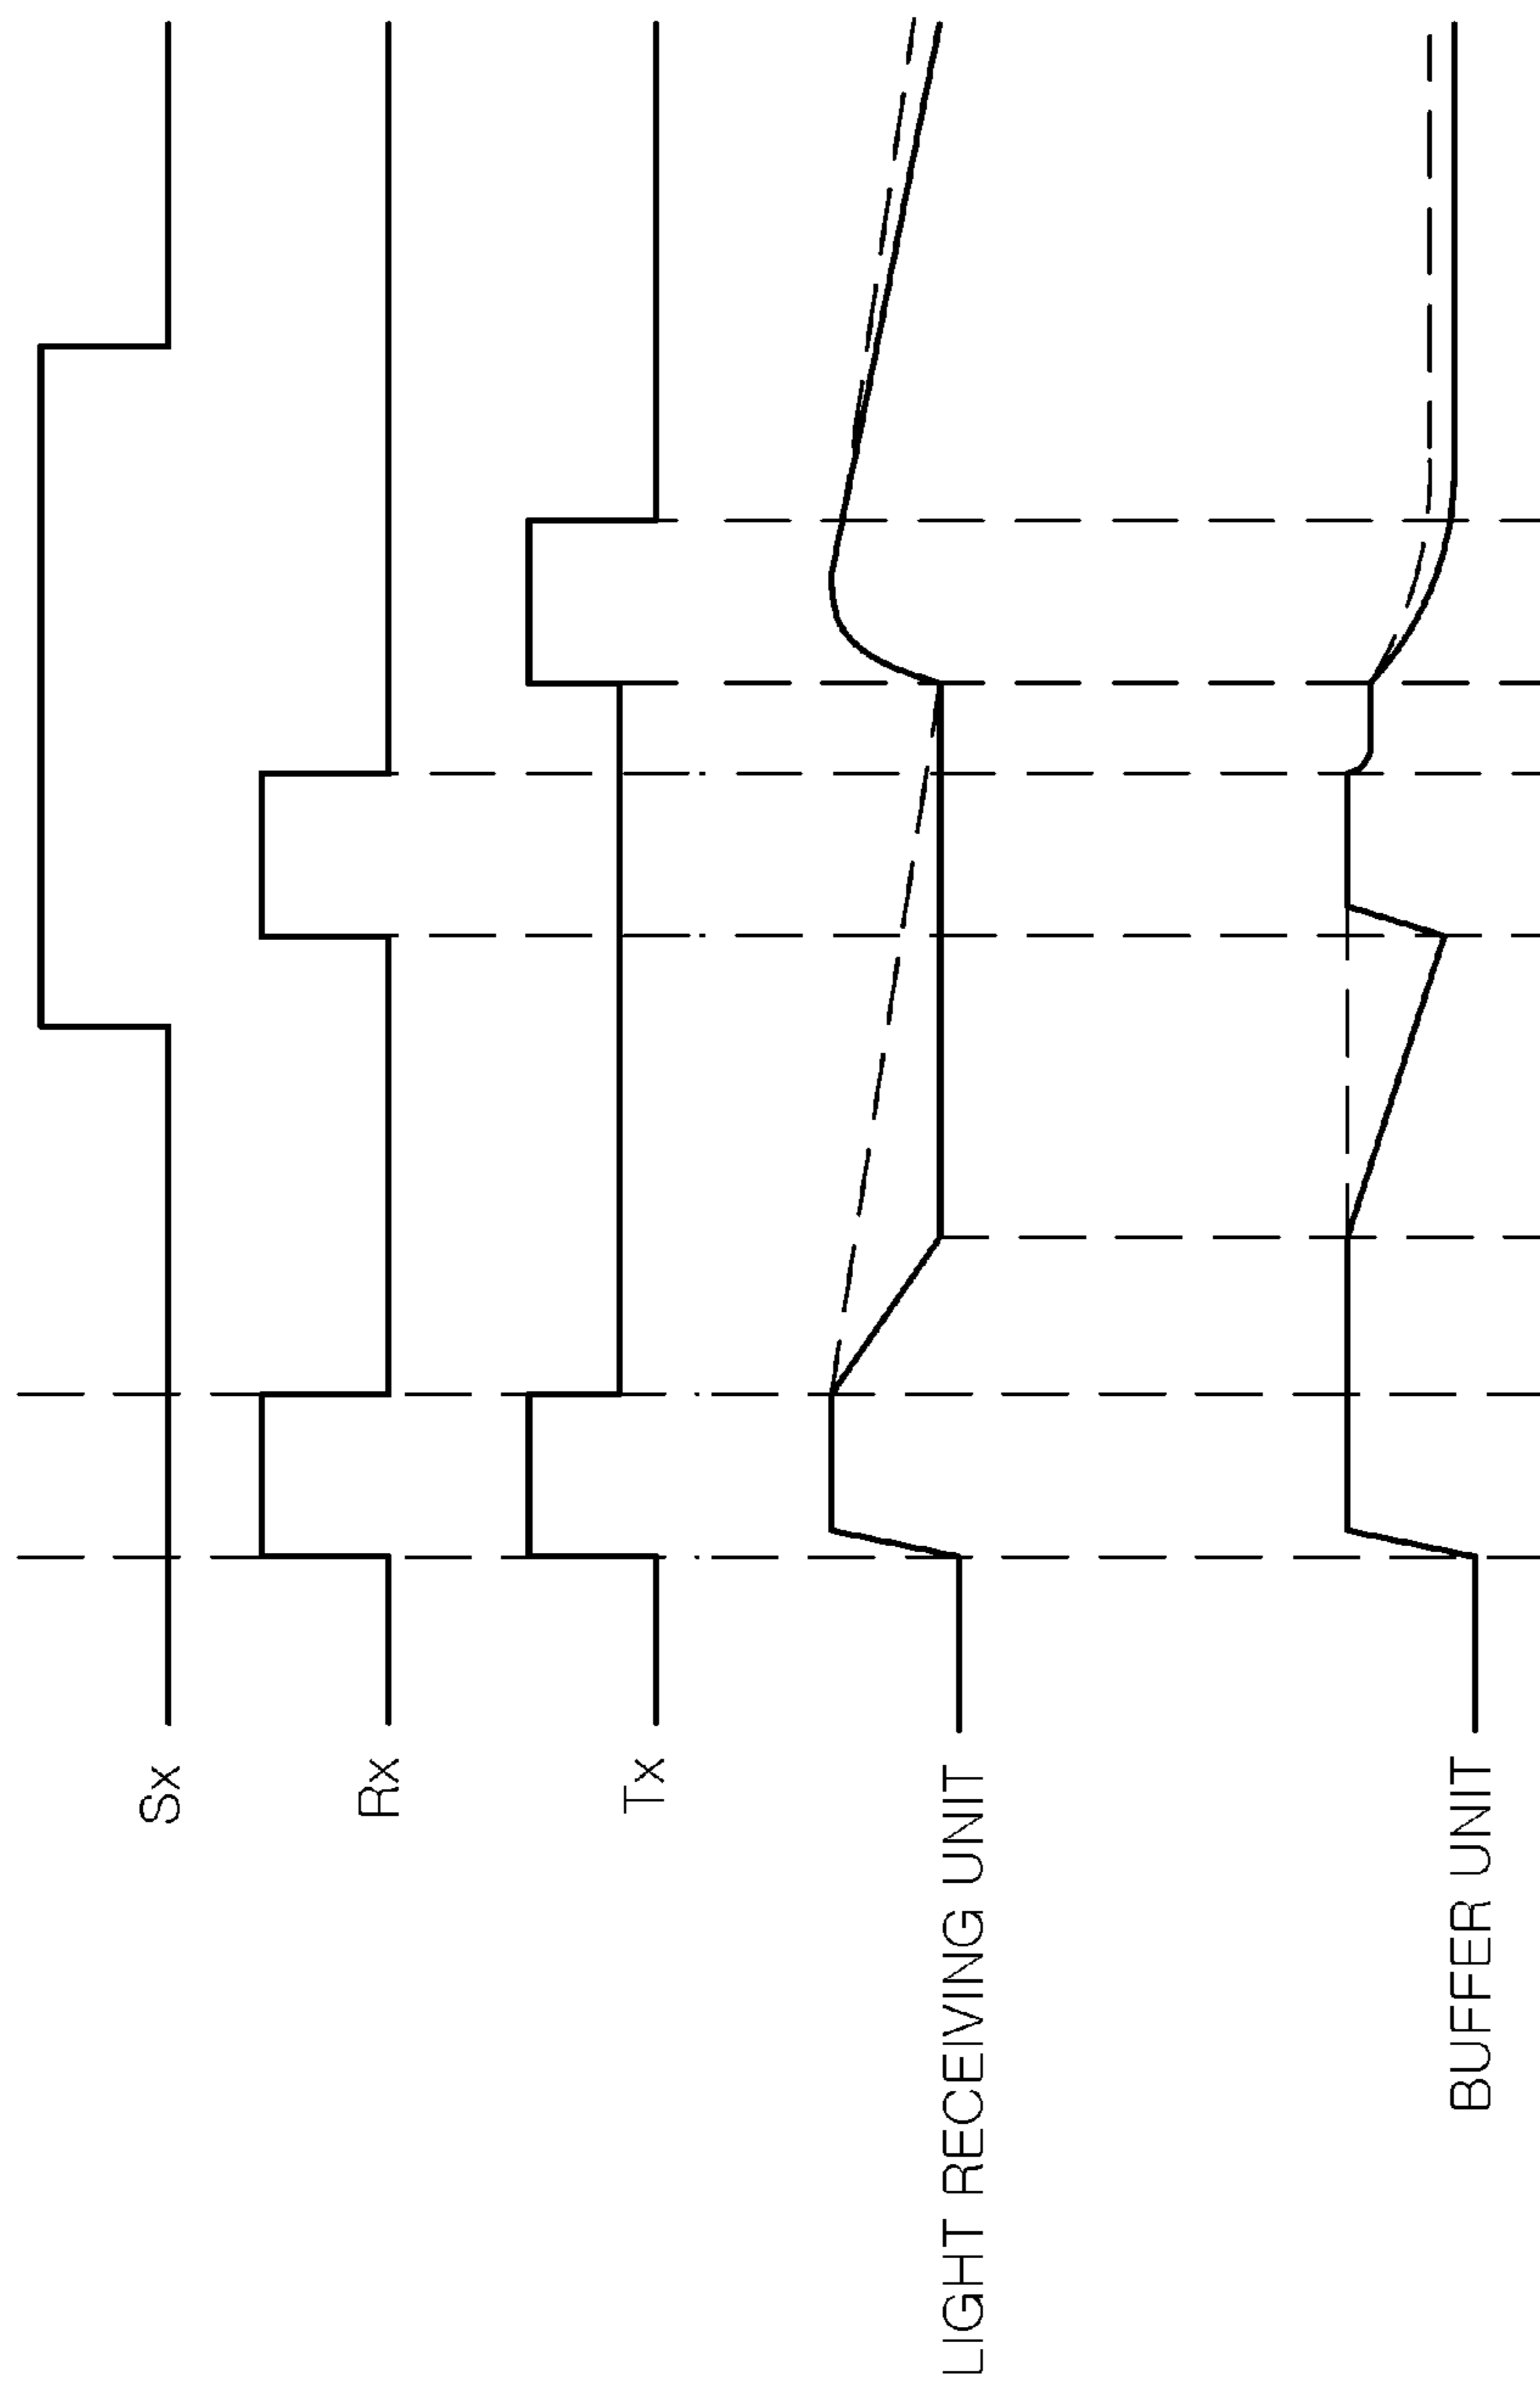 Sx
Rx
Tx
LIGHT RECEIVING UNIT
BUFFER UNIT